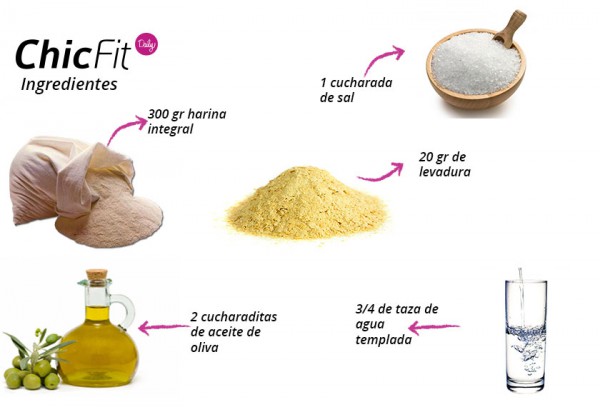 ChicFit
Daily
Ingredientes
1 cucharada
de sal
300 gr harina
integral
20 gr de
levadura
2 cucharaditas
de aceite de
oliva
3/4 de taza de
agua
templada